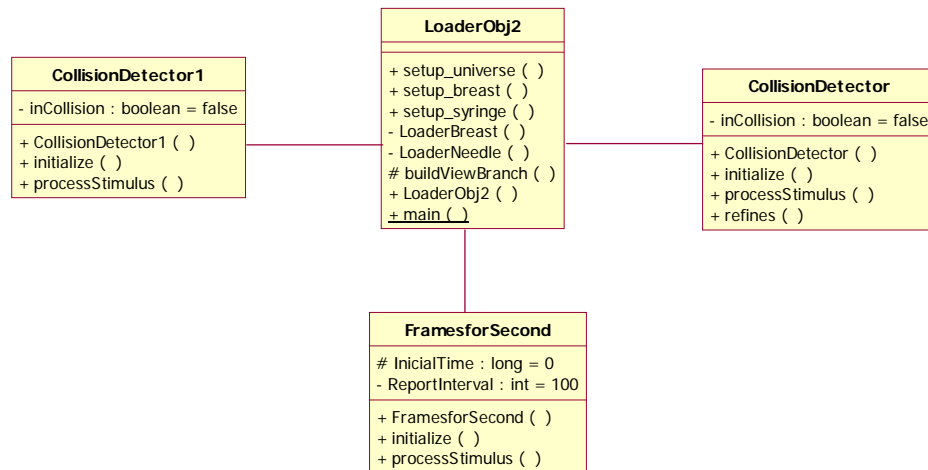 LoaderObj2
+ setup_universe ( )
+ setup_breast ( )
+ setup_syringe ( )
- LoaderBreast ( )
- LoaderNeedle ( )
# buildViewBranch ( )
+ LoaderObj2 ( )
+ main ( )
CollisionDetector1
- inCollision : boolean = false
+ CollisionDetector1 ( )
+ initialize ( )
+ processStimulus ( )
CollisionDetector
- inCollision : boolean = false
+ CollisionDetector ( )
+ initialize ( )
+ processStimulus ( )
+ refines ( )
FramesforSecond
# InicialTime : long = 0
- ReportInterval : int = 100
+ FramesforSecond ( )
+ initialize ( )
+ processStimulus ( )